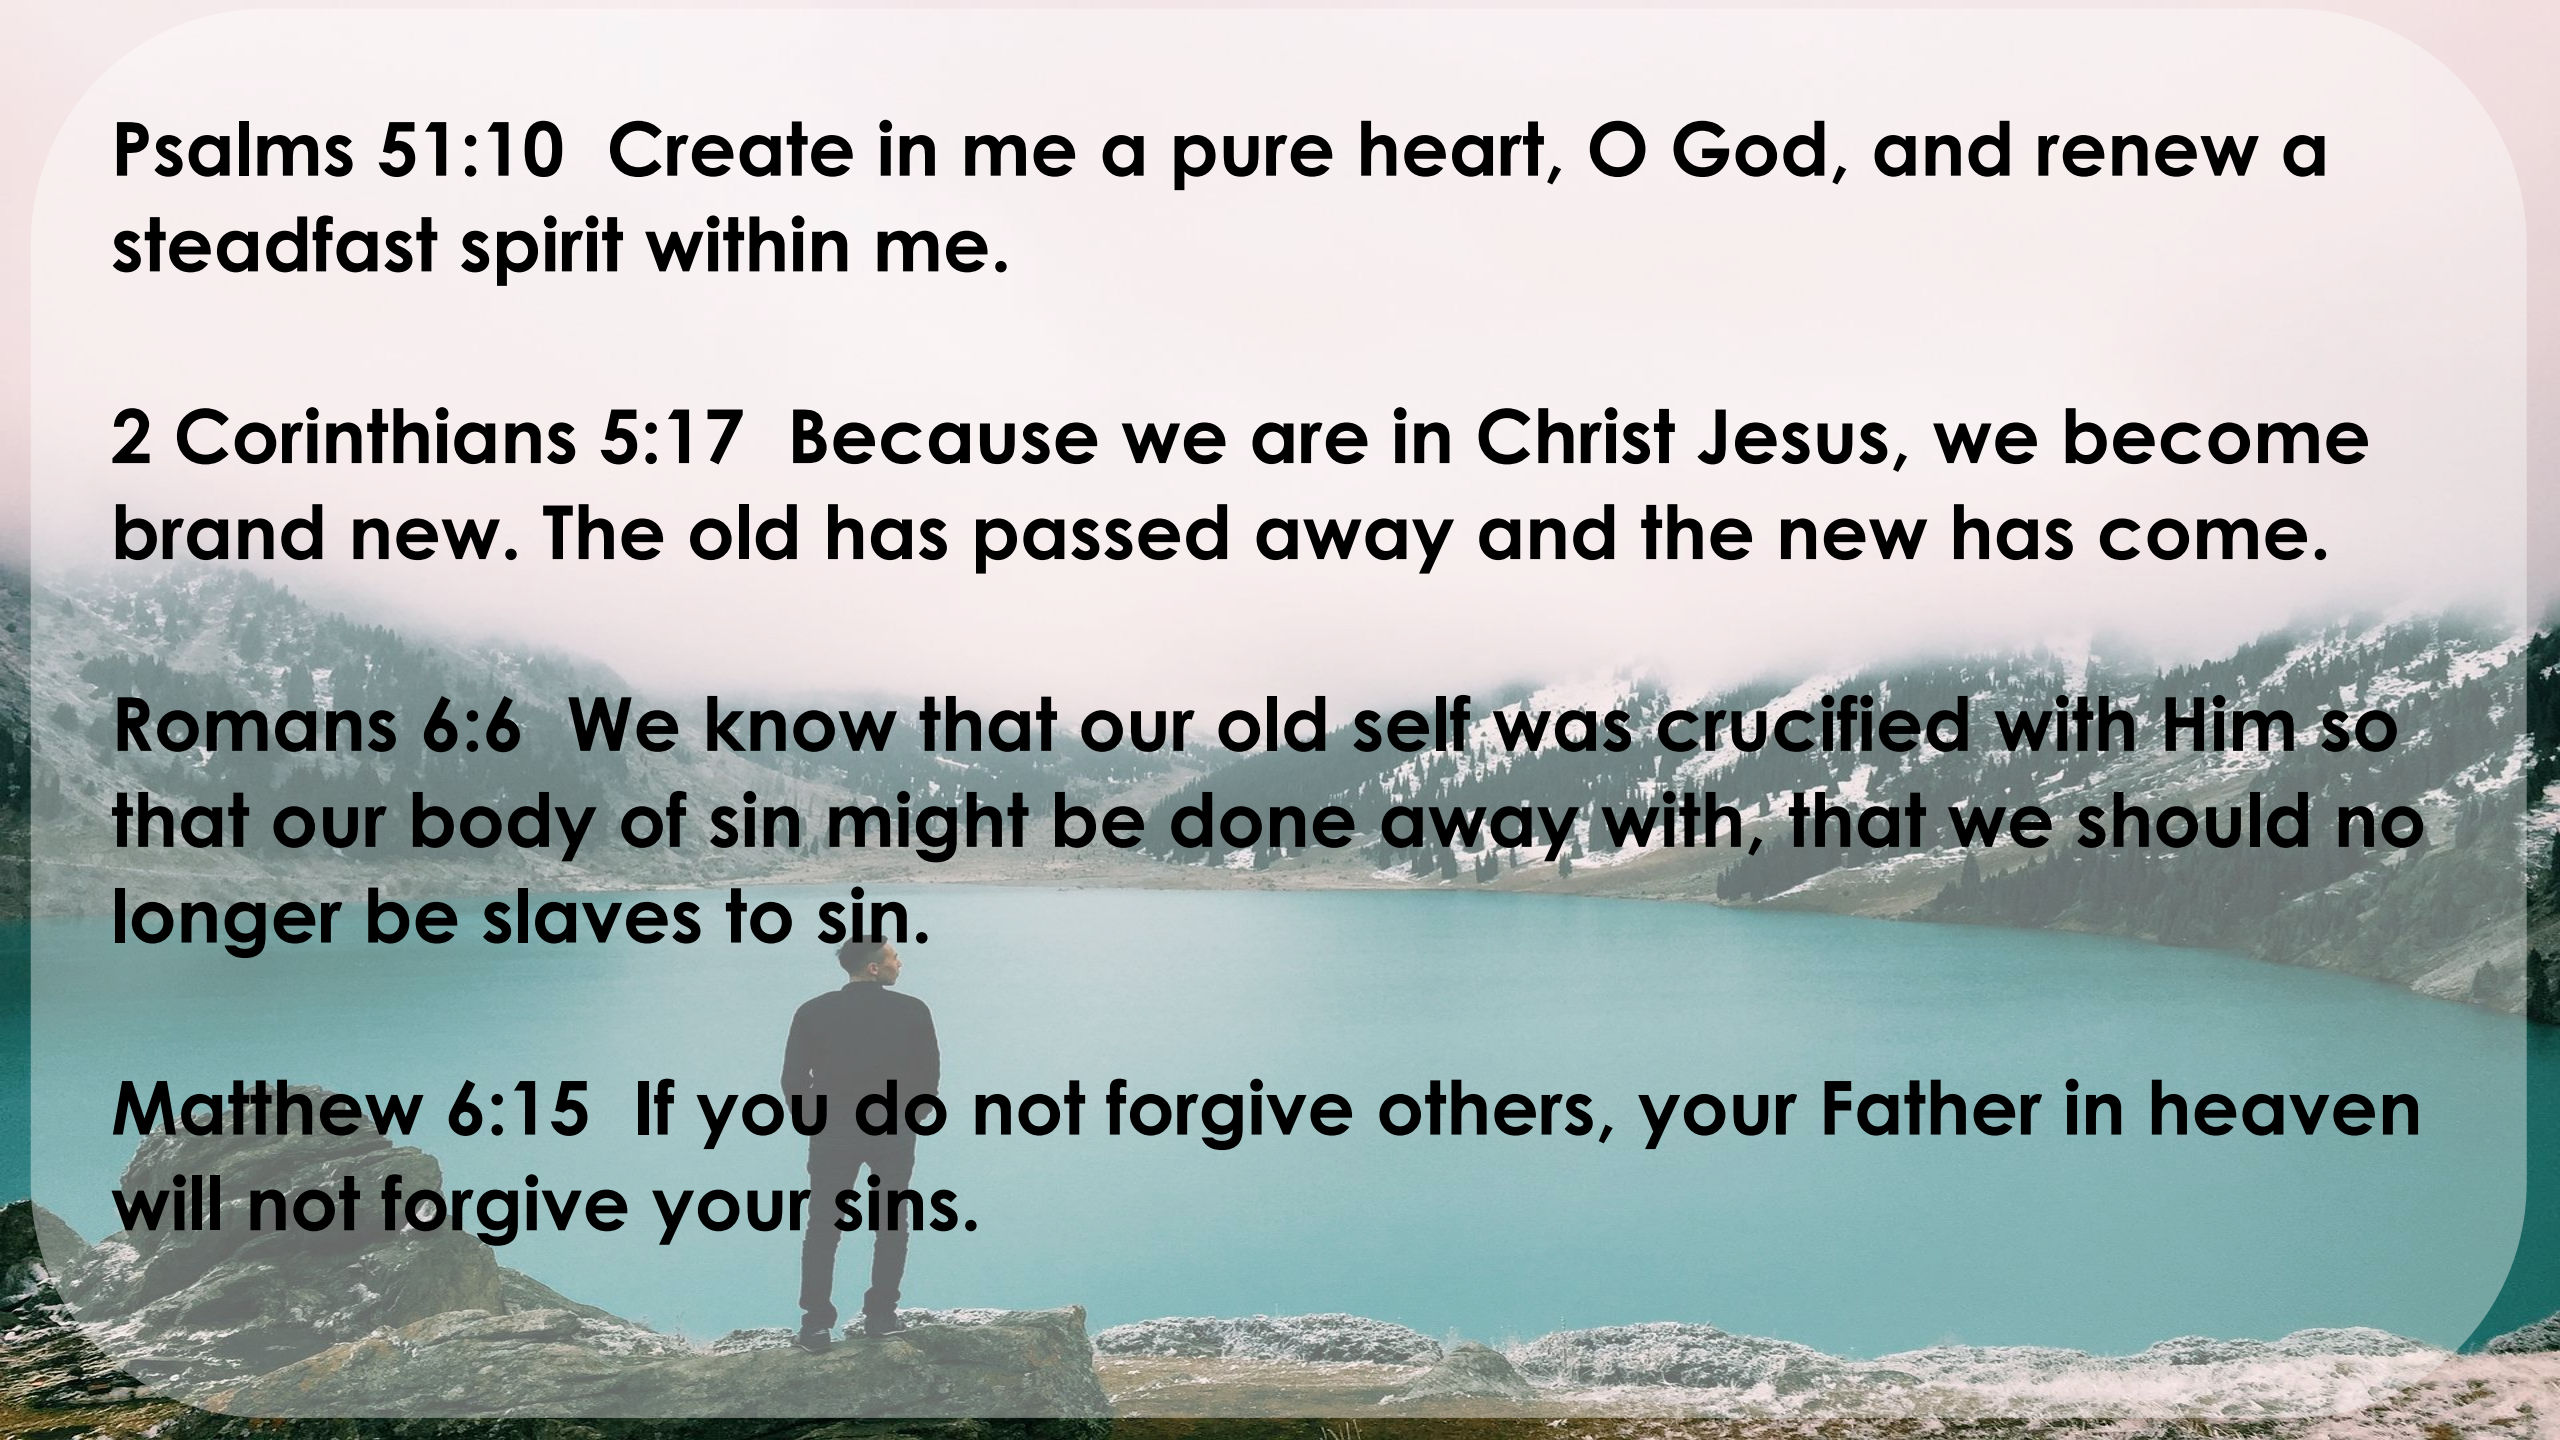 Psalms 51:10  Create in me a pure heart, O God, and renew a
steadfast spirit within me.
2 Corinthians 5:17  Because we are in Christ Jesus, we become
brand new. The old has passed away and the new has come.
Romans 6:6  We know that our old self was crucified with Him so
that our body of sin might be done away with, that we should no
longer be slaves to sin.
Matthew 6:15  If you do not forgive others, your Father in heaven
will not forgive your sins.